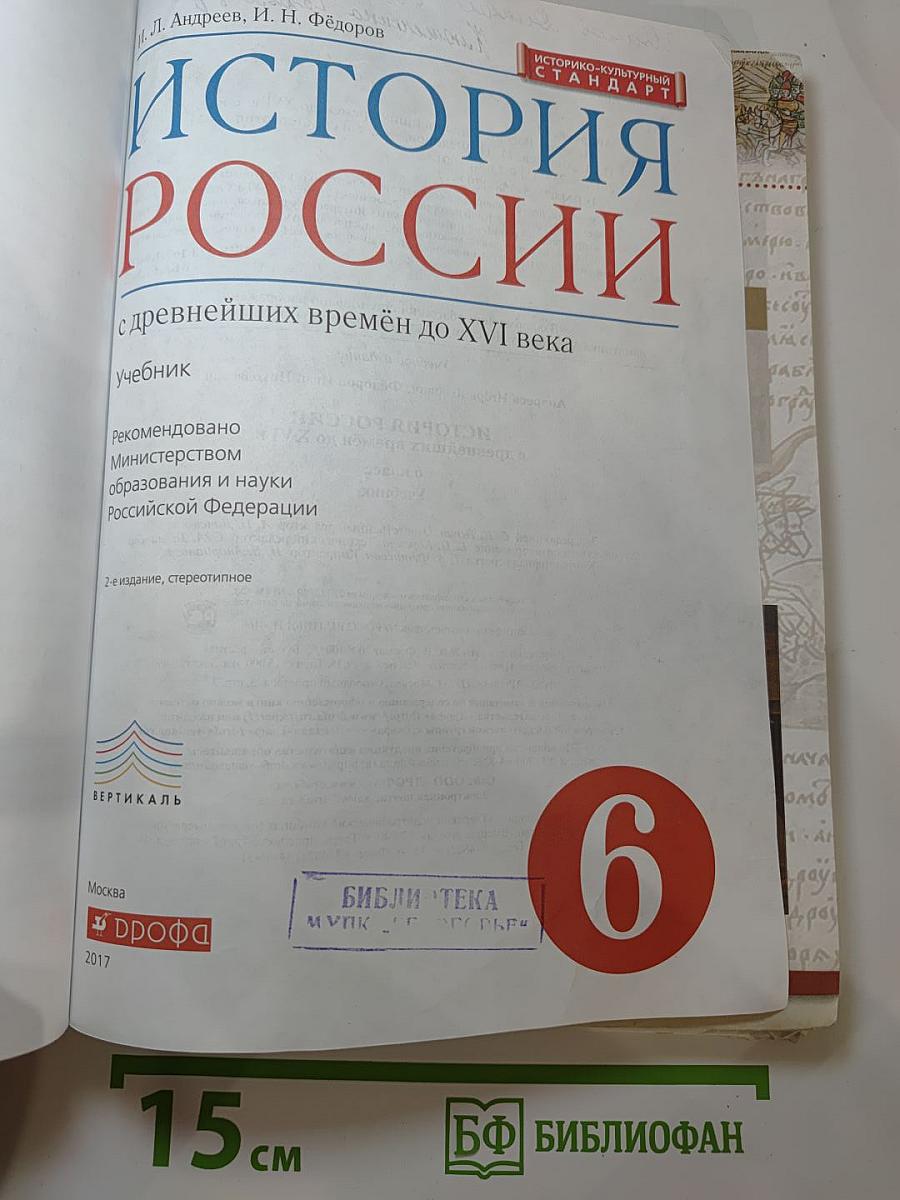 И. Л. Андреев, И. Н. Фёдоров
ИСТОРИКО-КУЛЬТУРНЫЙ
СТАНДАРТ
ИСТОРИЯ
РОССИИ
с древнейших времён до XVI века
учебник
Рекомендовано
Министерством
образования и науки
Российской Федерации
2-е издание, стереотипное
ВЕРТИКАЛЬ
6
Москва
ДРОФА
2017
БИБЛИОТЕКА
15 см
БФ БИБЛИОФАН